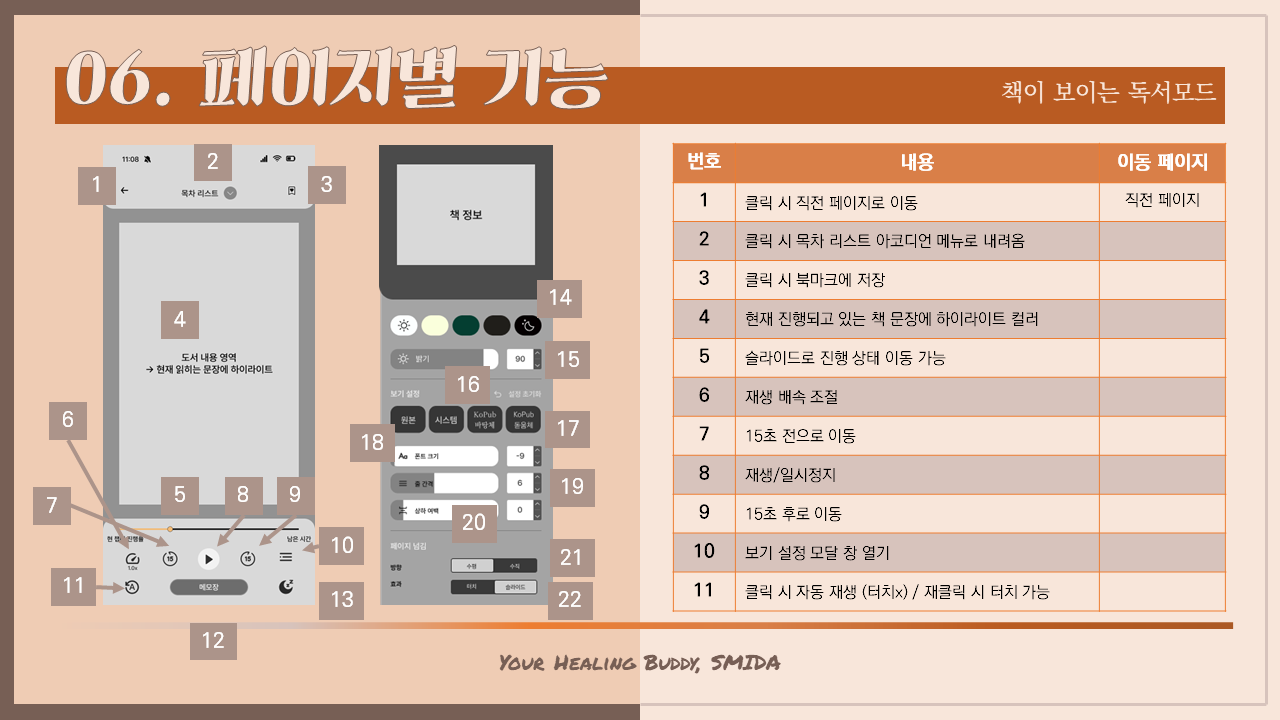 06. 페이지별 기능
책이 보이는 독서모드
11:08
목차 리스트
1
2
3
4
도서 내용 영역
→ 현재 읽히는 문장에 하이라이트
5
6
7
8
9
10
11
12
13
남은 시간
15
15
1.0x
A
메모장
책 정보
14
밝기
90
15
16
보기 설정
설정 초기화
원본
시스템
KoPub
바탕체
KoPub
돋움체
17
18
Aa 폰트 크기
-9
줄 간격
6
19
상하 여백
0
20
페이지 넘김
21
방향
수평
수직
효과
터치
슬라이드
22
번호 내용 이동 페이지
1 클릭 시 직전 페이지로 이동 직전 페이지
2 클릭 시 목차 리스트 아코디언 메뉴로 내려옴
3 클릭 시 북마크에 저장
4 현재 진행되고 있는 책 문장에 하이라이트 컬러
5 슬라이드로 진행 상태 이동 가능
6 재생 배속 조절
7 15초 전으로 이동
8 재생/일시정지
9 15초 후로 이동
10 보기 설정 모달 창 열기
11 클릭 시 자동 재생 (터치x) / 재클릭 시 터치 가능
Your Healing Buddy, SMIDA